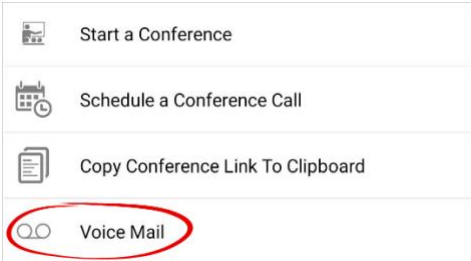 Start a Conference
Schedule a Conference Call
Copy Conference Link To Clipboard
Voice Mail